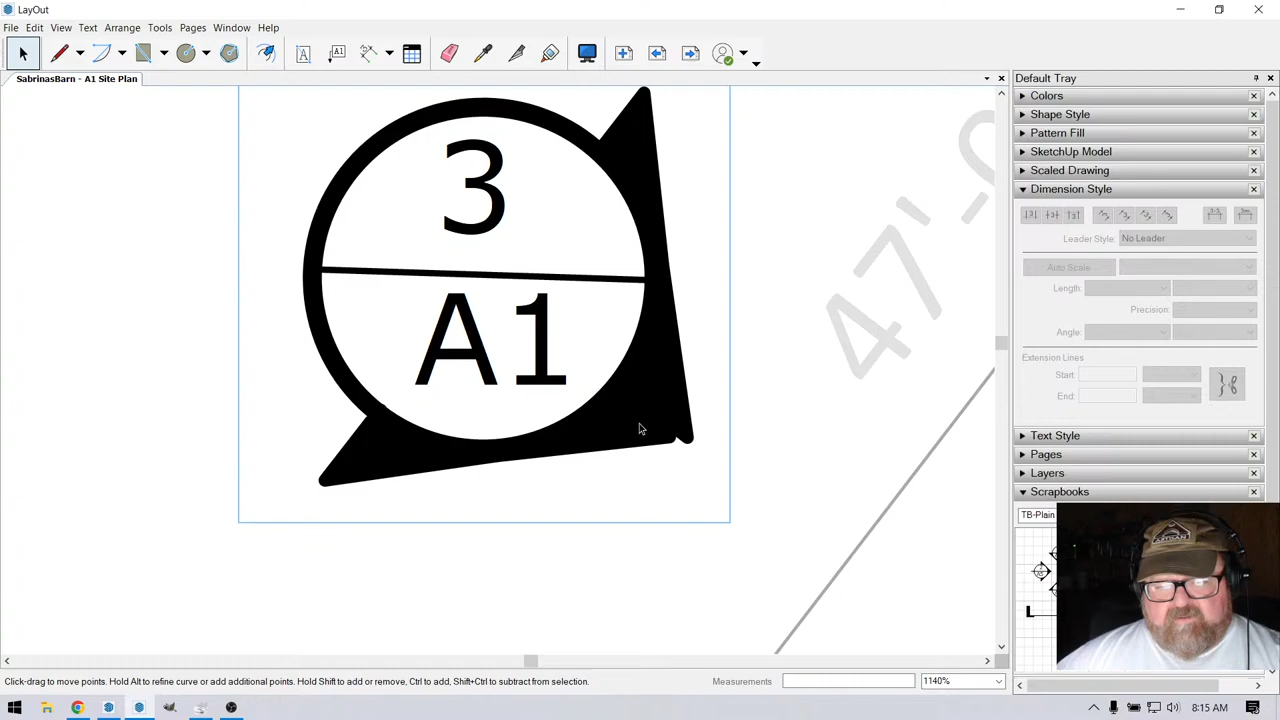 LayOut
File Edit View Text Arrange Tools Pages Window Help
SabrinasBarn - A1 Site Plan
Default Tray
Colors
Shape Style
Pattern Fill
SketchUp Model
Scaled Drawing
Dimension Style
Leader Style: No Leader
Auto Scale
Length:
Precision:
Angle:
Extension Lines
Start:
End:
Text Style
Pages
Layers
Scrapbooks
TB-Plain
3
A1
Click-drag to move points. Hold Alt to refine curve or add additional points. Hold Shift to add or remove, Ctrl to add, Shift+Ctrl to subtract from selection.
Measurements
1140%
8:15 AM